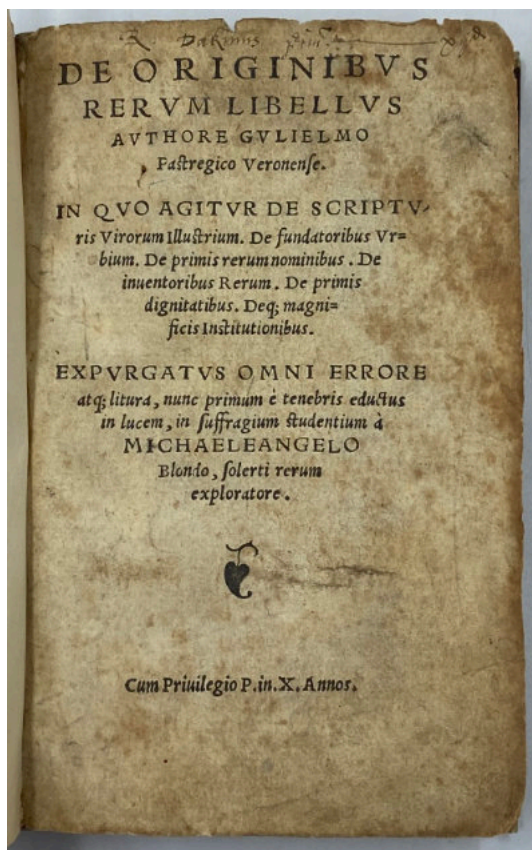 DE ORIGINIBVS
RERVM LIBELLVS
AVTHORE GVLIELMO
Paſtregico Veronenſe.
IN QVO AGITVR DE SCRIPTV-
ris Virorum Illuſtrium. De fundatoribus Vr=
bium. De primis rerum nominibus. De
inuentoribus Rerum. De primis
dignitatibus. Deq; magni=
ficis Inſtitutionibus.
EXPVRGATVS OMNI ERRORE
atq; litura, nunc primum è tenebris eductus
in lucem, in ſuffragium ſtudentium à
MICHAELEANGELO
Blondo, ſolerti rerum
exploratore.
Cum Priuilegio P. in. X. Annos.